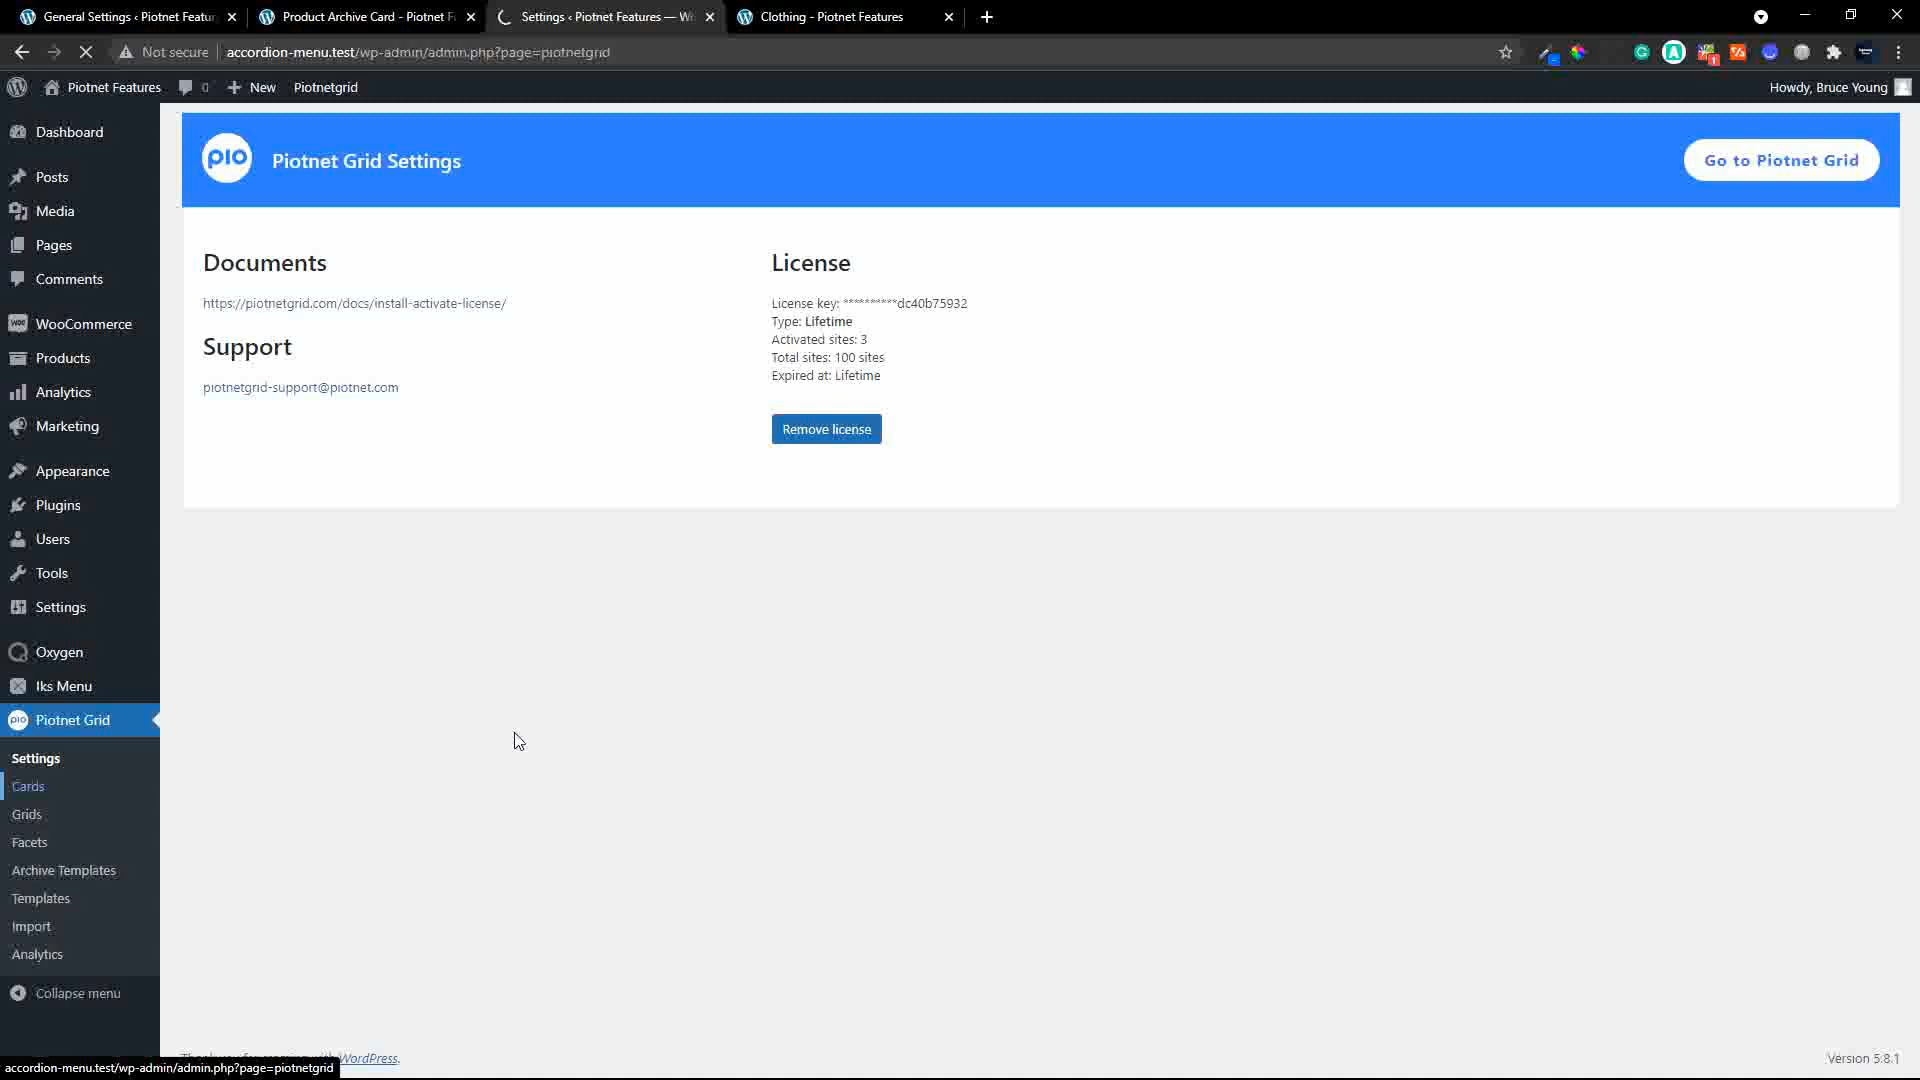 General Settings ‹ Piotnet Featur
Product Archive Card - Piotnet F
Settings ‹ Piotnet Features — W
Clothing - Piotnet Features
Not secure
accordion-menu.test/wp-admin/admin.php?page=piotnetgrid
Piotnet Features
0
New
Piotnetgrid
Howdy, Bruce Young
Dashboard
Posts
Media
Pages
Comments
WooCommerce
Products
Analytics
Marketing
Appearance
Plugins
Users
Tools
Settings
Oxygen
Iks Menu
pio Piotnet Grid
Settings
Cards
Grids
Facets
Archive Templates
Templates
Import
Analytics
Collapse menu
pio
Piotnet Grid Settings
Go to Piotnet Grid
Documents
https://piotnetgrid.com/docs/install-activate-license/
Support
piotnetgrid-support@piotnet.com
License
License key: **********dc40b75932
Type: Lifetime
Activated sites: 3
Total sites: 100 sites
Expired at: Lifetime
Remove license
WordPress.
Version 5.8.1
accordion-menu.test/wp-admin/admin.php?page=piotnetgrid